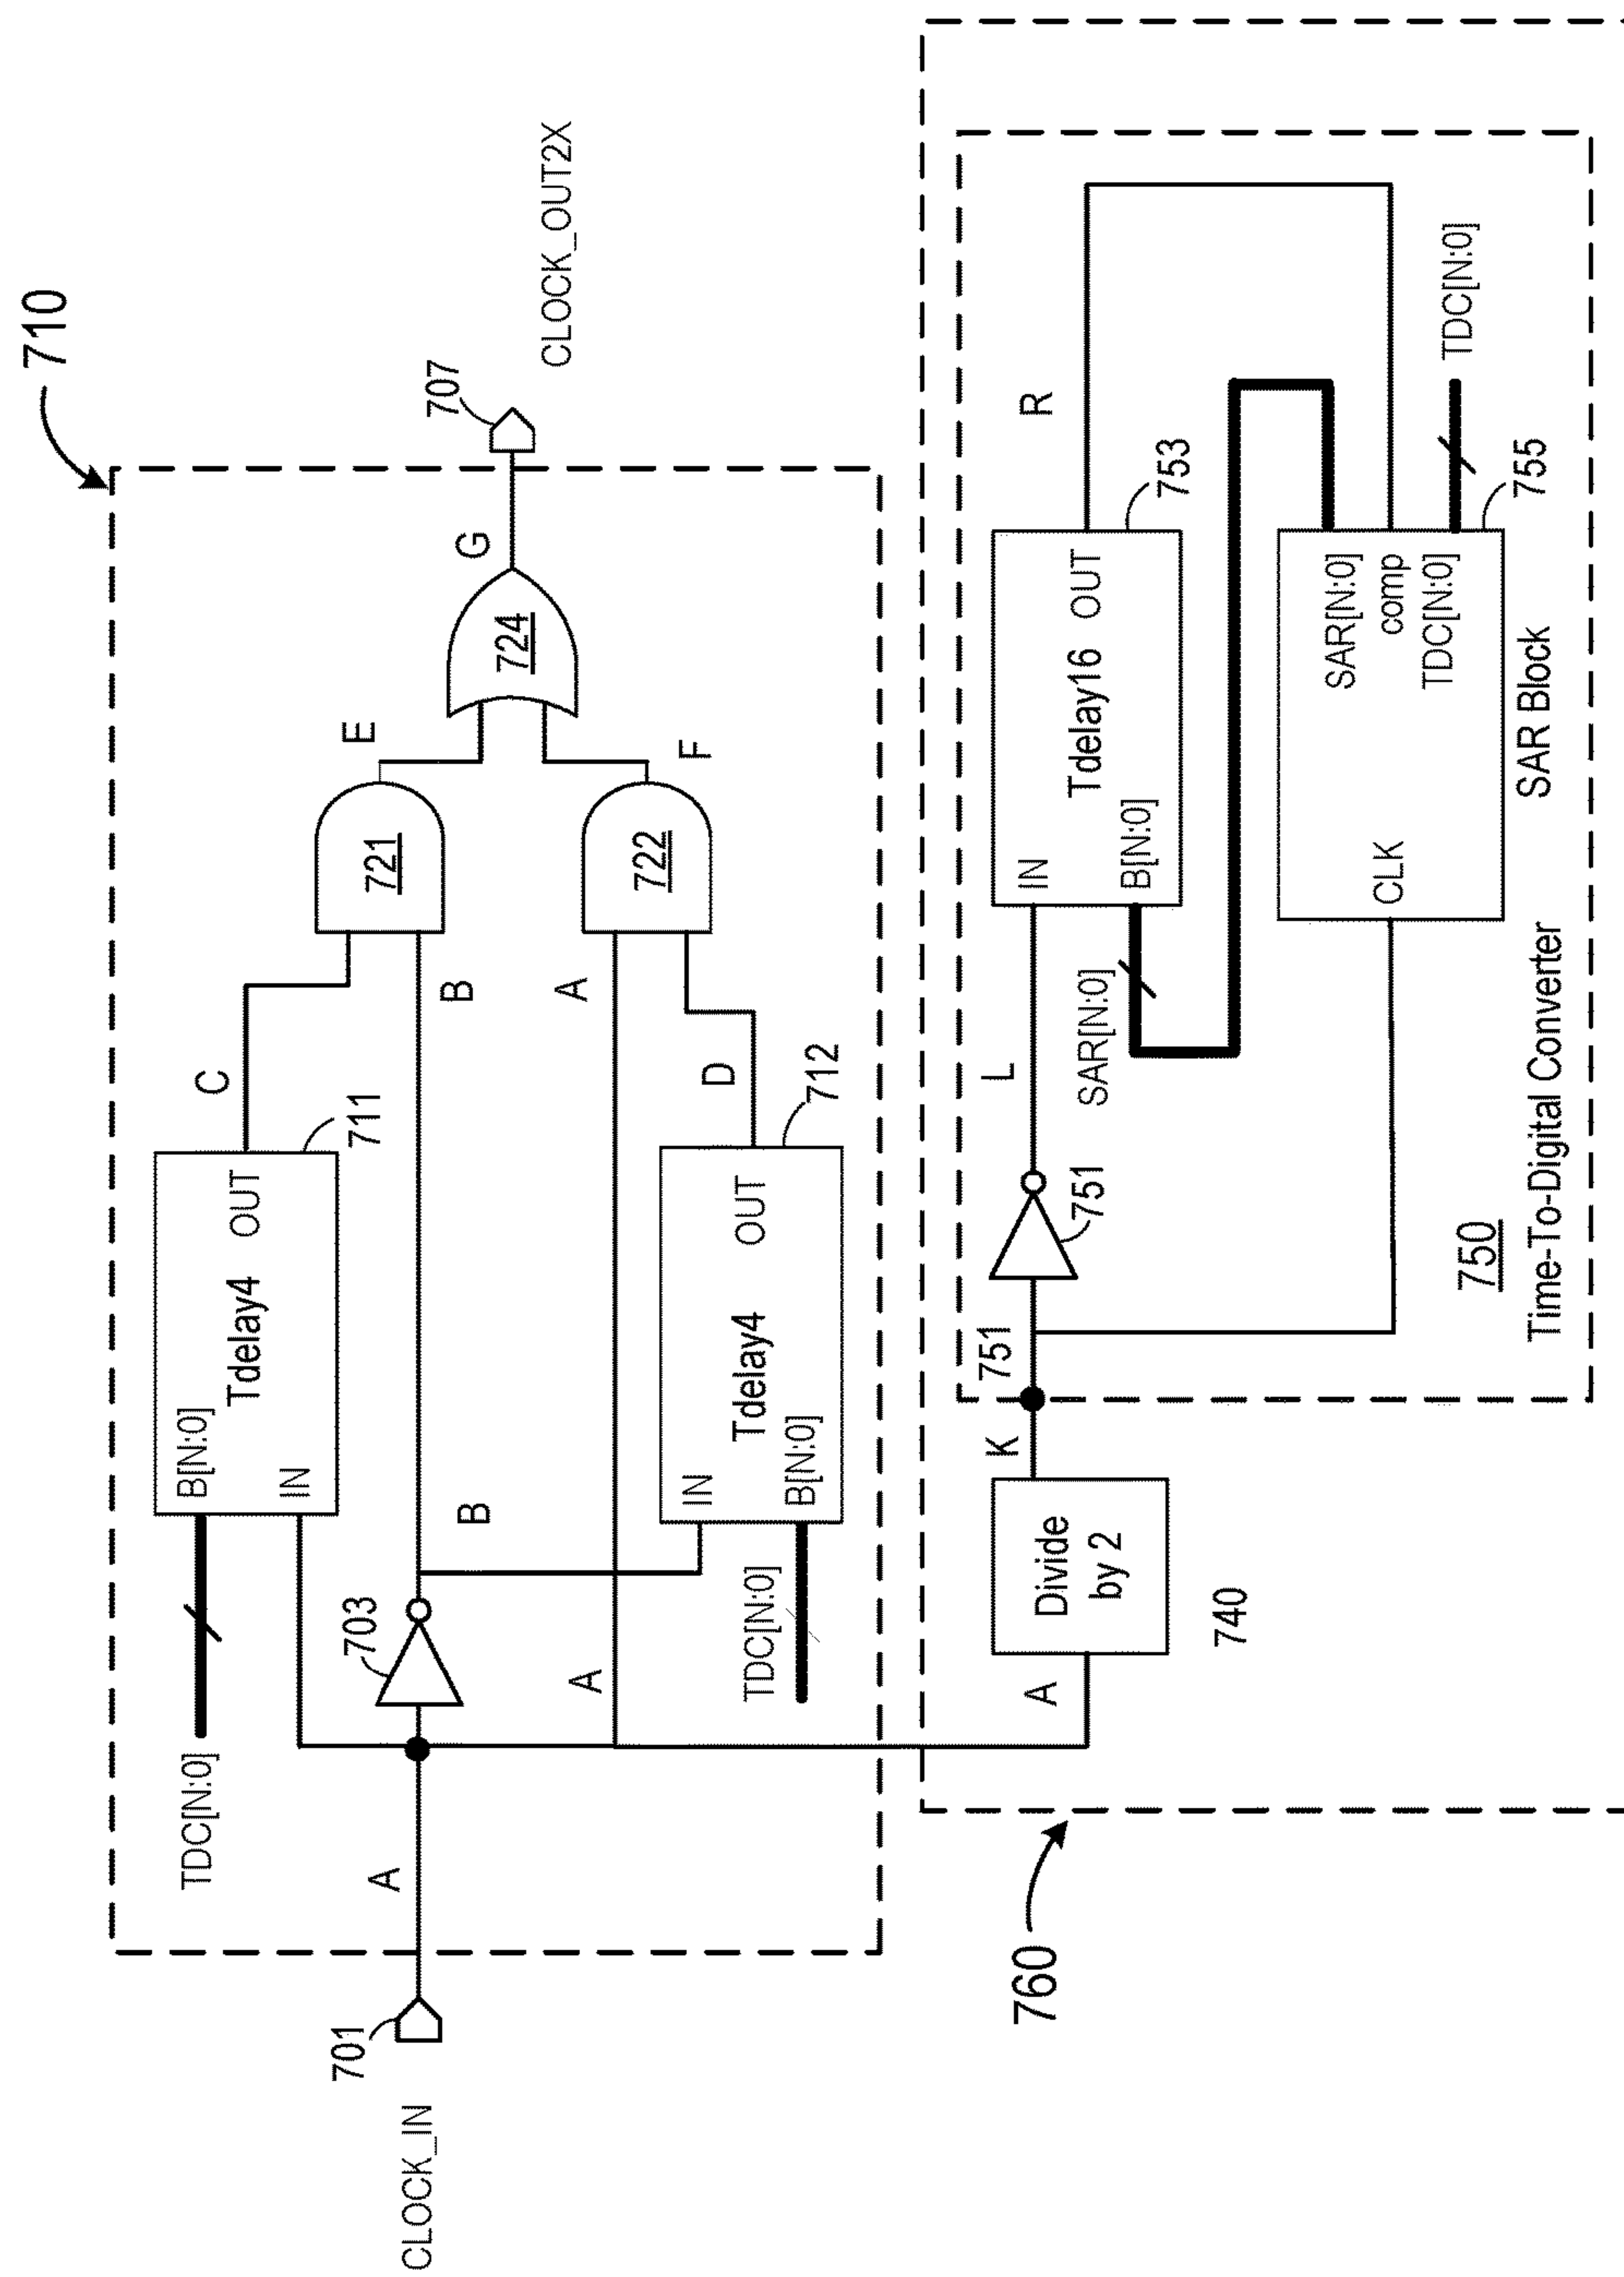 710
TDC[N:0]
B[N:0]
IN
Tdelay4
OUT
711
C
CLOCK_IN
701
A
703
B
B
721
E
A
A
722
F
724
G
707
CLOCK_OUT2X
IN
B[N:0]
Tdelay4
OUT
D
712
TDC[N:0]
760
A
Divide
by 2
740
K
751
751
L
SAR[N:0]
IN
B[N:0]
Tdelay16
OUT
753
R
CLK
SAR[N:0]
comp
TDC[N:0]
755
TDC[N:0]
SAR Block
750
Time-To-Digital Converter